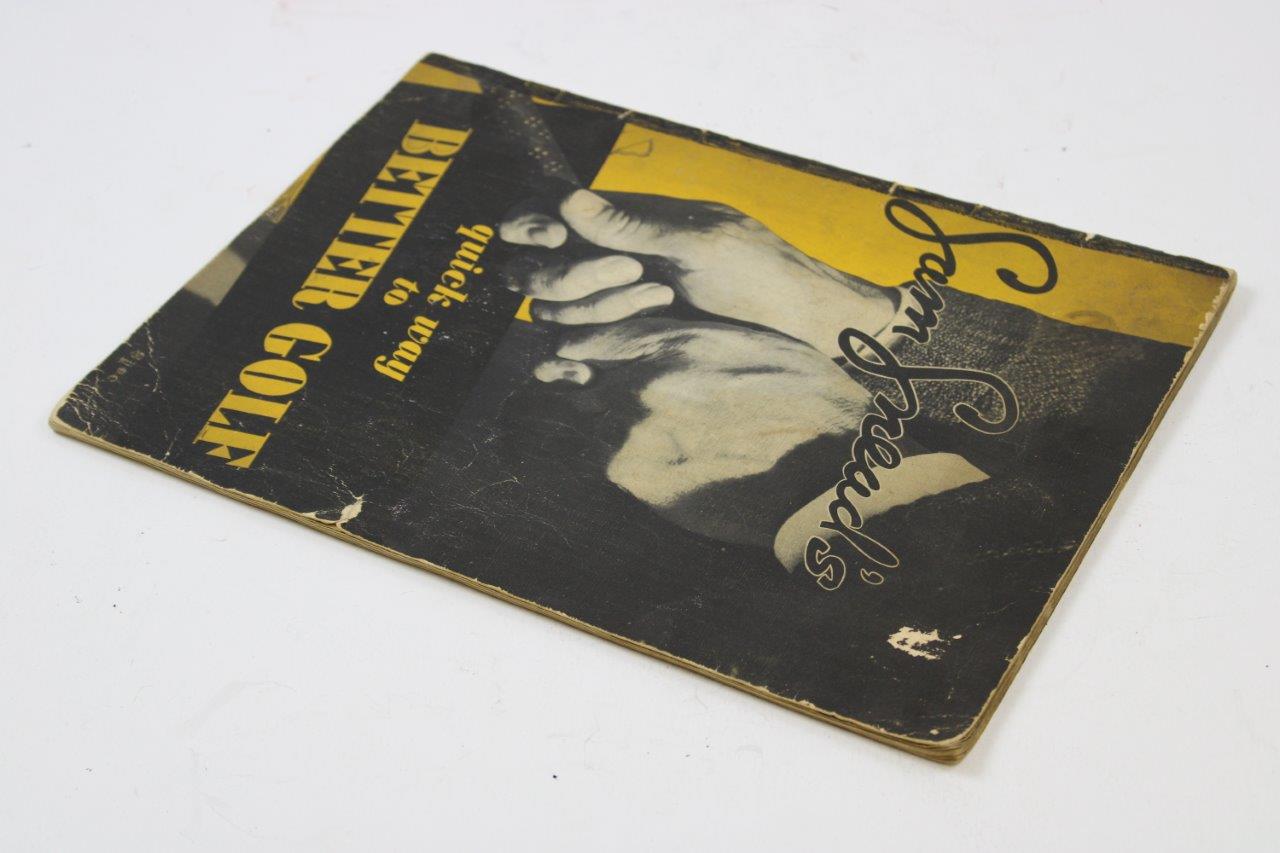 Sam Snead's
quick way
to
BETTER GOLF